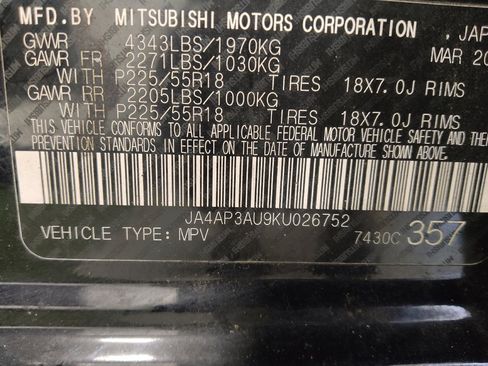 MFD.BY MITSUBISHI MOTORS CORPORATION , JAP
GVWR 4343LBS/1970KG MAR 20
GAWR FR 2271LBS/1030KG
WITH P225/55R18 TIRES 18X7.0J RIMS
GAWR RR 2205LBS/1000KG
WITH P225/55R18 TIRES 18X7.0J RIMS
THIS VEHICLE CONFORMS TO ALL APPLICABLE FEDERAL MOTOR VEHICLE SAFETY AND THE
PREVENTION STANDARDS IN EFFECT ON THE DATE OF MANUFACTURE SHOWN ABOVE.
JA4AP3AU9KU026752
VEHICLE TYPE: MPV 7430C 357